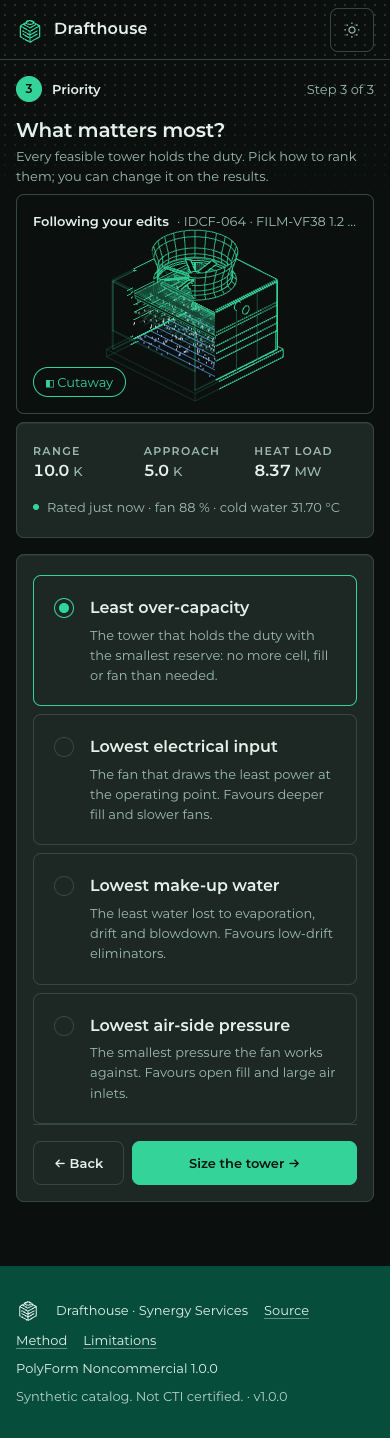 Drafthouse
3 Priority Step 3 of 3
What matters most?
Every feasible tower holds the duty. Pick how to rank
them; you can change it on the results.
Following your edits · IDCF-064 · FILM-VF38 1.2 ...
Cutaway
RANGE APPROACH HEAT LOAD
10.0 K 5.0 K 8.37 MW
Rated just now · fan 88 % · cold water 31.70 °C
Least over-capacity
The tower that holds the duty with
the smallest reserve: no more cell, fill
or fan than needed.
Lowest electrical input
The fan that draws the least power at
the operating point. Favours deeper
fill and slower fans.
Lowest make-up water
The least water lost to evaporation,
drift and blowdown. Favours low-drift
eliminators.
Lowest air-side pressure
The smallest pressure the fan works
against. Favours open fill and large air
inlets.
← Back Size the tower →
Drafthouse · Synergy Services Source
Method Limitations
PolyForm Noncommercial 1.0.0
Synthetic catalog. Not CTI certified. · v1.0.0